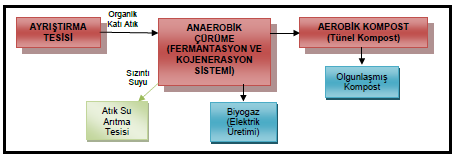 AYRIŞTIRMA
TESİSİ
Organik
Katı Atık
ANAEROBİK
ÇÜRÜME
(FERMANTASYON VE
KOJENERASYON
SİSTEMİ)
AEROBİK KOMPOST
(Tünel Kompost)
Sızıntı
Suyu
Atık Su
Arıtma
Tesisi
Biyogaz
(Elektrik
Üretimi)
Olgunlaşmış
Kompost